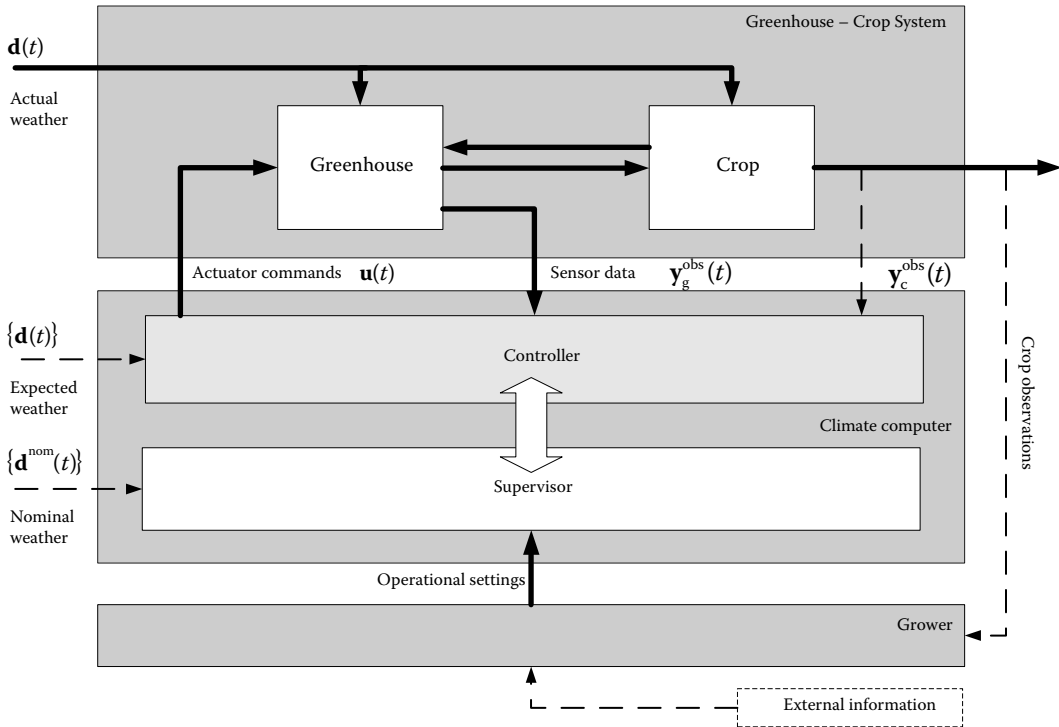 Greenhouse – Crop System
d(t)
Actual
weather
Greenhouse
Crop
Actuator commands u(t)
Sensor data
y_g^obs(t)
y_c^obs(t)
{d(t)}
Expected
weather
Controller
Crop observations
Climate computer
{d^nom(t)}
Nominal
weather
Supervisor
Operational settings
Grower
External information